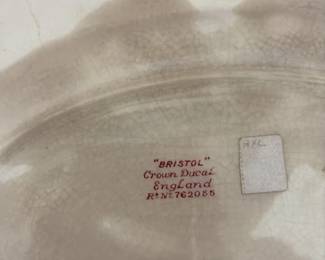 "BRISTOL"
Crown Ducal
England
Rᵈ Nº 762055